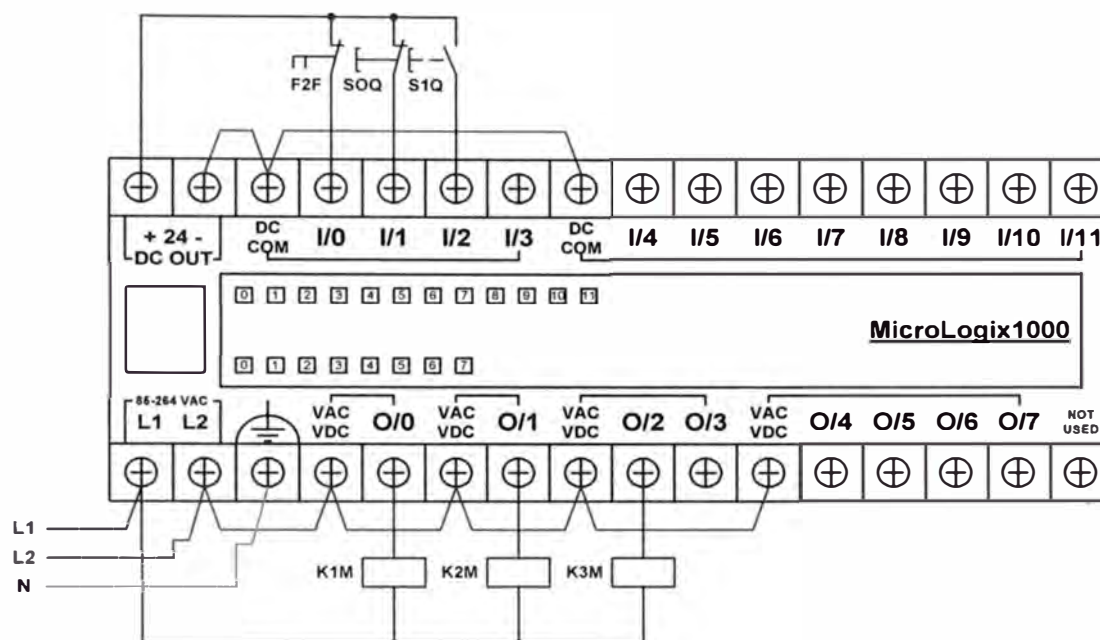 F2F SOQ S1Q
+ 24 -
DC OUT
DC COM I/0 I/1 I/2 I/3 DC COM I/4 I/5 I/6 I/7 I/8 I/9 I/10 I/11
0 1 2 3 4 5 6 7 8 9 10 11
MicroLogix1000
0 1 2 3 4 5 6 7
85-264 VAC
L1 L2 VAC VDC O/0 VAC VDC O/1 VAC VDC O/2 O/3 VAC VDC O/4 O/5 O/6 O/7 NOT USED
L1
L2
N
K1M K2M K3M